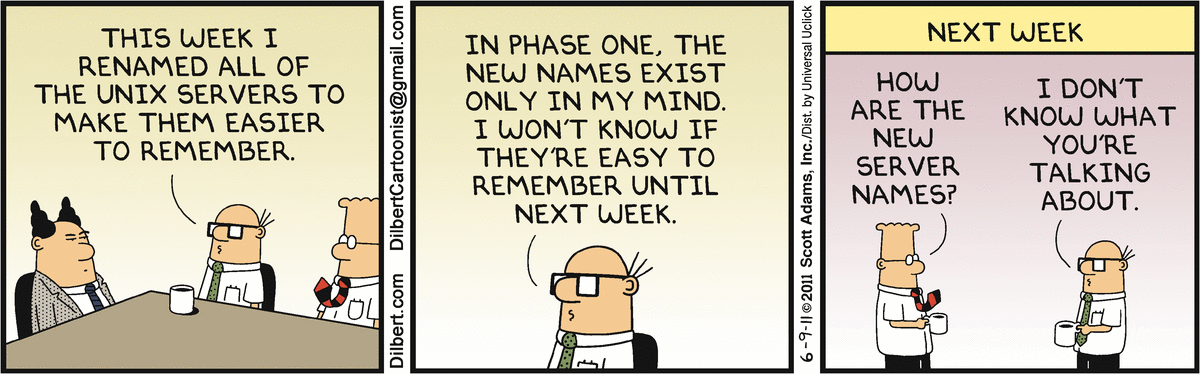 THIS WEEK I
RENAMED ALL OF
THE UNIX SERVERS TO
MAKE THEM EASIER
TO REMEMBER.
Dilbert.com DilbertCartoonist@gmail.com
IN PHASE ONE, THE
NEW NAMES EXIST
ONLY IN MY MIND.
I WON'T KNOW IF
THEY'RE EASY TO
REMEMBER UNTIL
NEXT WEEK.
6-9-11 © 2011 Scott Adams, Inc./Dist. by Universal Uclick
NEXT WEEK
HOW
ARE THE
NEW
SERVER
NAMES?
I DON'T
KNOW WHAT
YOU'RE
TALKING
ABOUT.